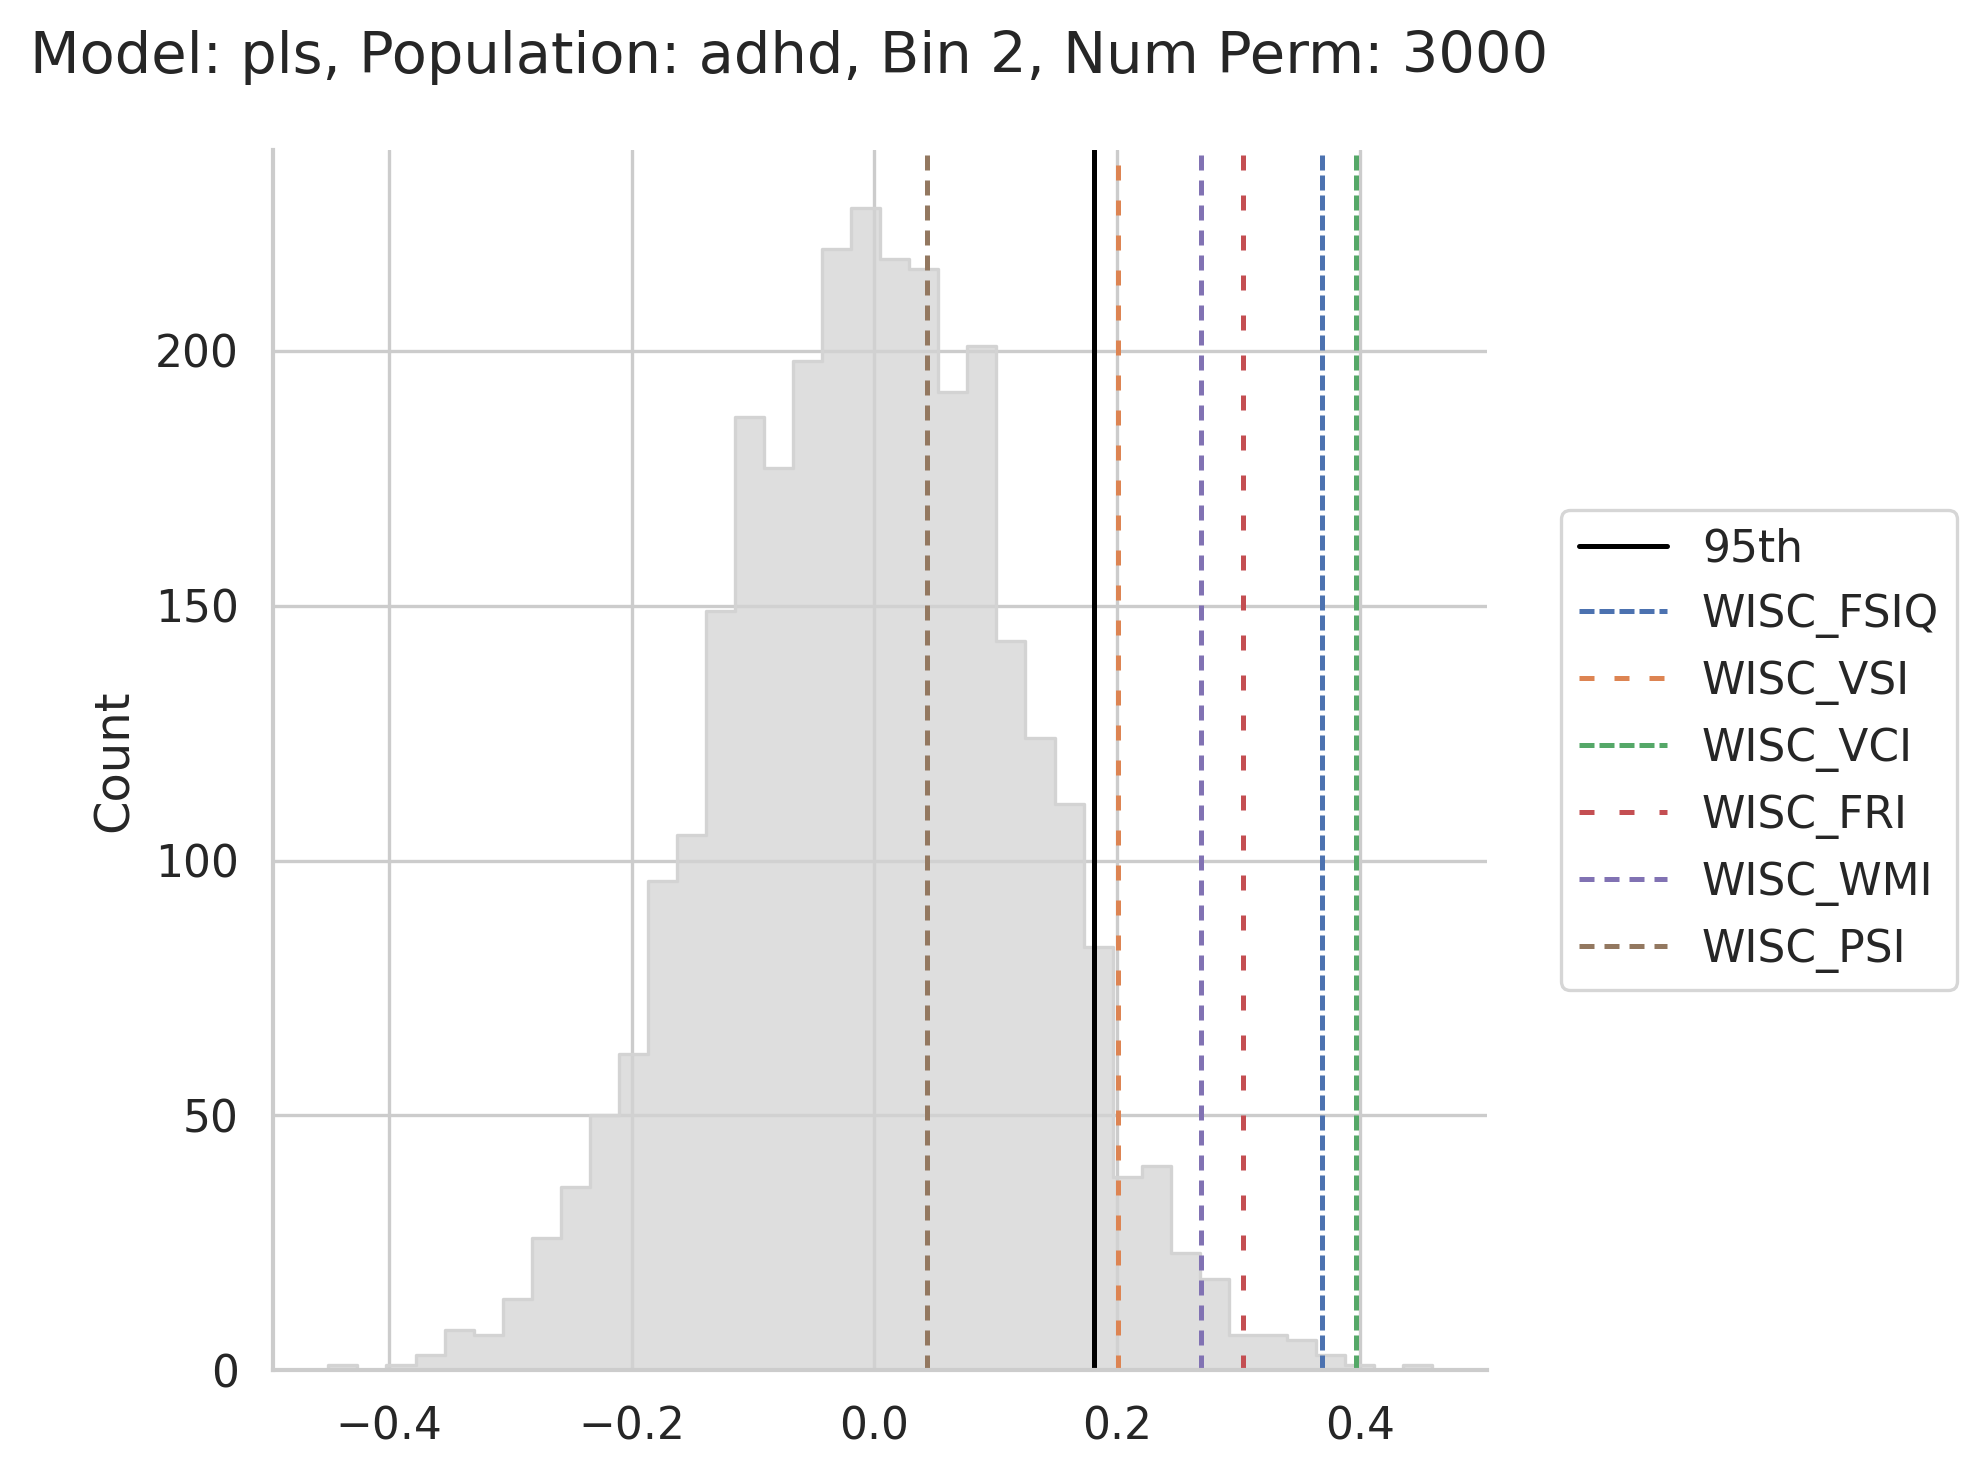 Model: pls, Population: adhd, Bin 2, Num Perm: 3000
200
150
100
50
0
Count
−0.4
−0.2
0.0
0.2
0.4
95th
WISC_FSIQ
WISC_VSI
WISC_VCI
WISC_FRI
WISC_WMI
WISC_PSI